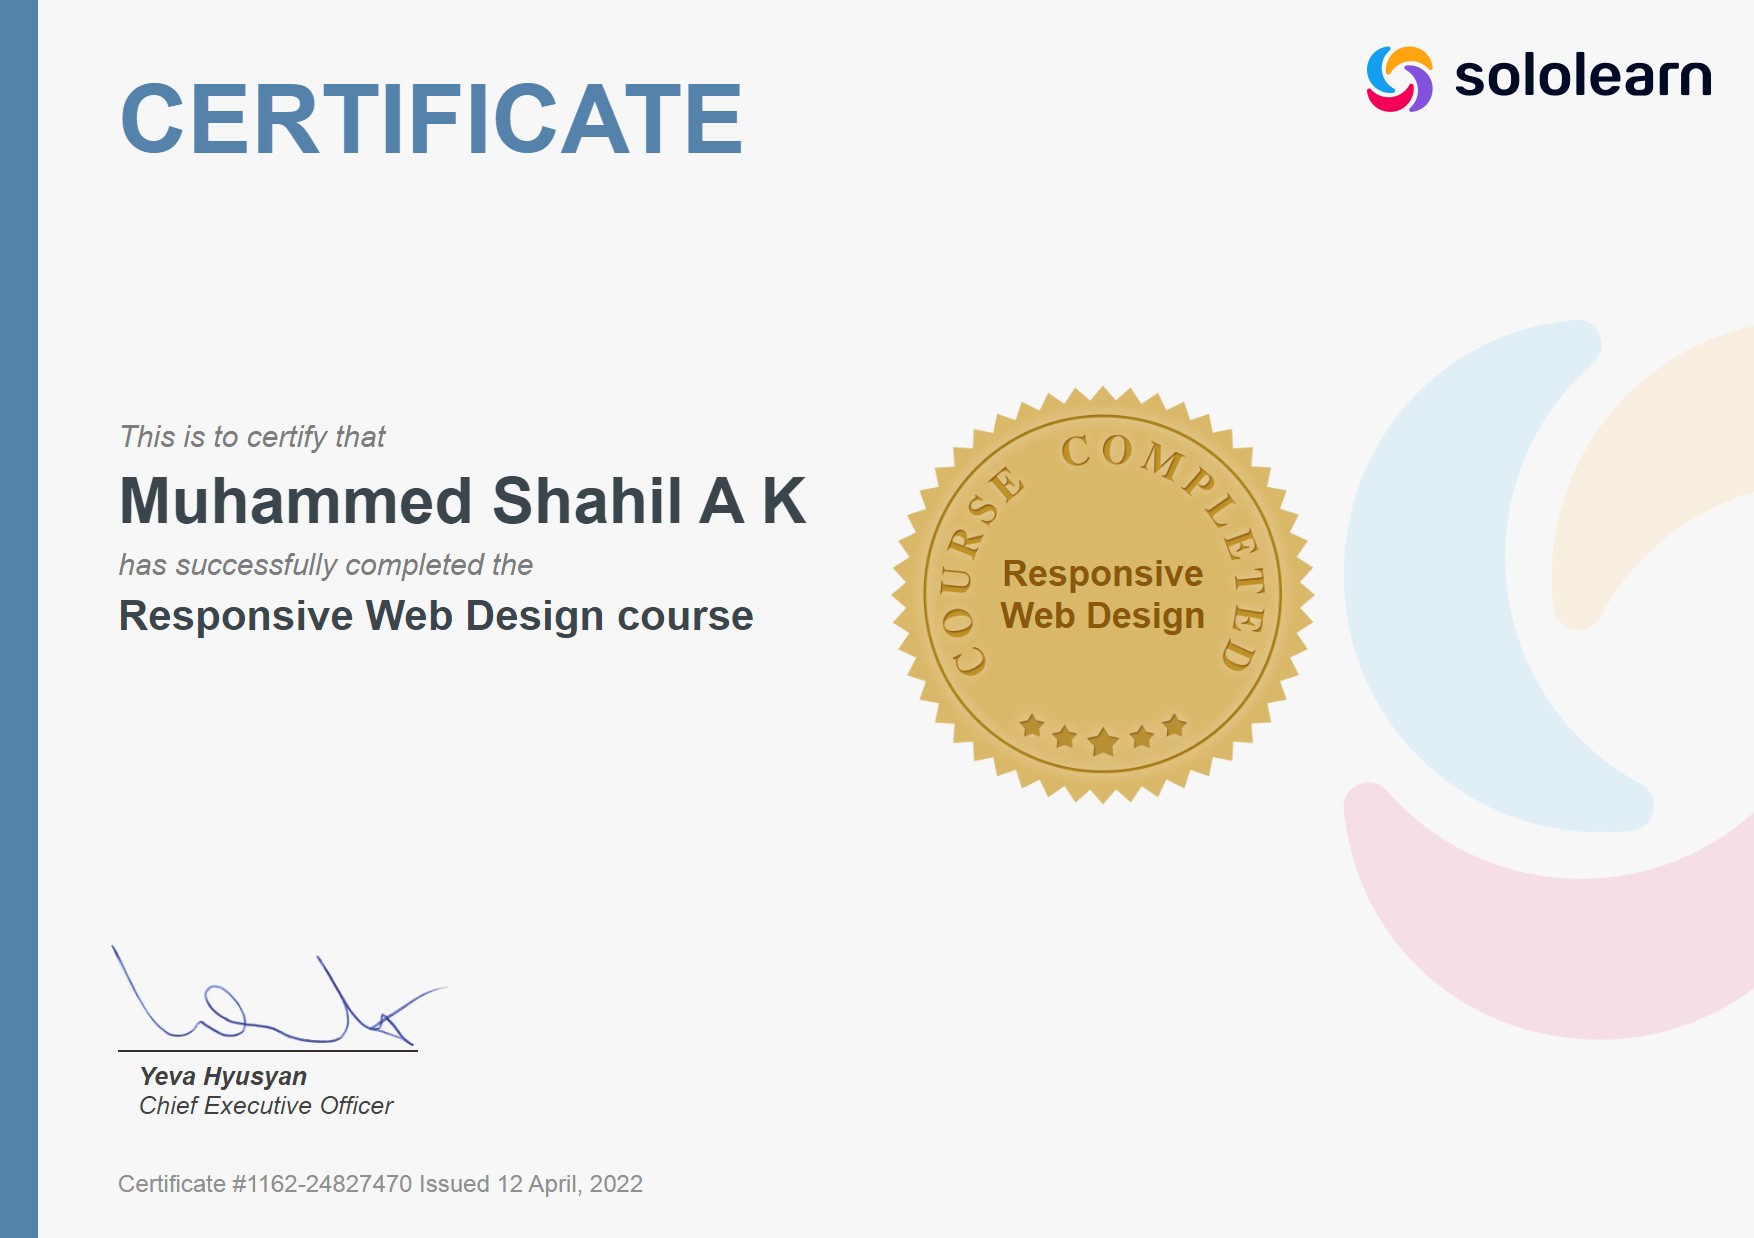 CERTIFICATE
sololearn
This is to certify that
Muhammed Shahil A K
has successfully completed the
Responsive Web Design course
COURSE COMPLETED
Responsive
Web Design
Yeva Hyusyan
Chief Executive Officer
Certificate #1162-24827470 Issued 12 April, 2022